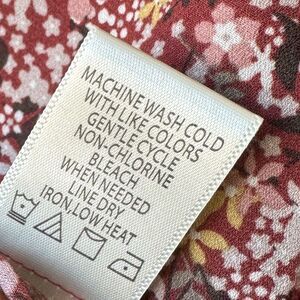 MACHINE WASH COLD
WITH LIKE COLORS
GENTLE CYCLE
NON-CHLORINE
BLEACH
WHEN NEEDED
LINE DRY
IRON LOW HEAT